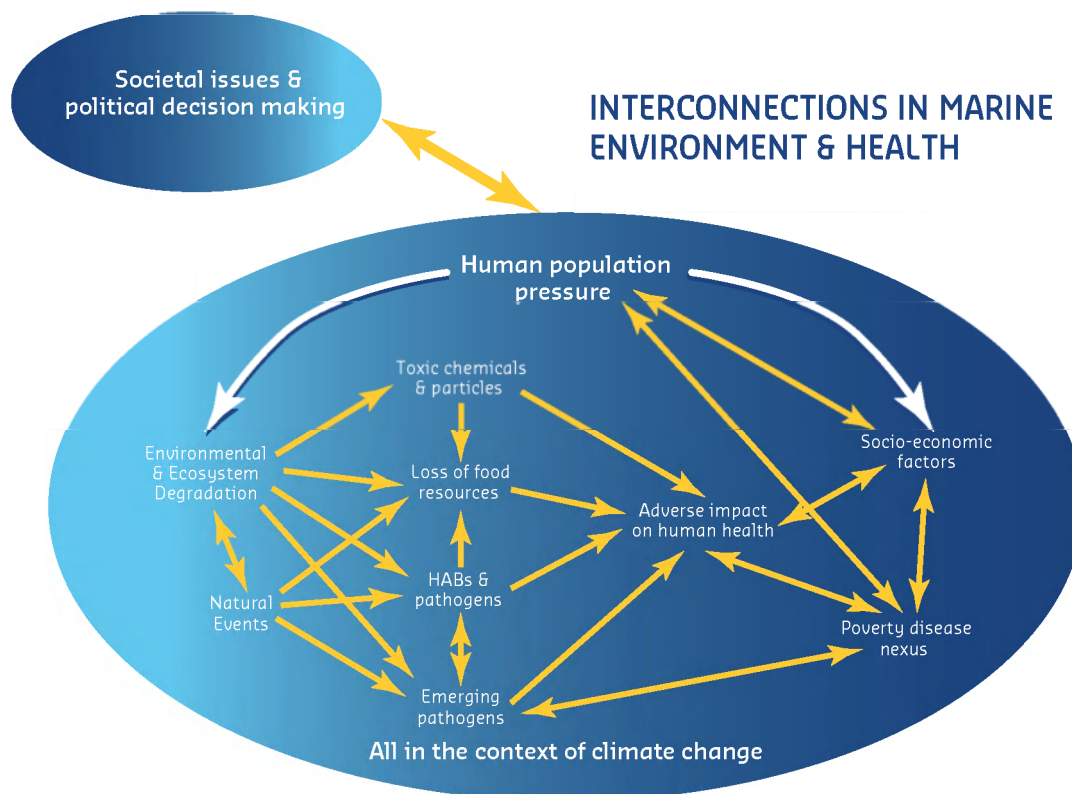 Societal issues &
political decision making
INTERCONNECTIONS IN MARINE
ENVIRONMENT & HEALTH
Human population
pressure
Toxic chemicals
& particles
Environmental
& Ecosystem
Degradation
Loss of food
resources
Socio-economic
factors
Adverse impact
on human health
HABs &
pathogens
Natural
Events
Poverty disease
nexus
Emerging
pathogens
All in the context of climate change